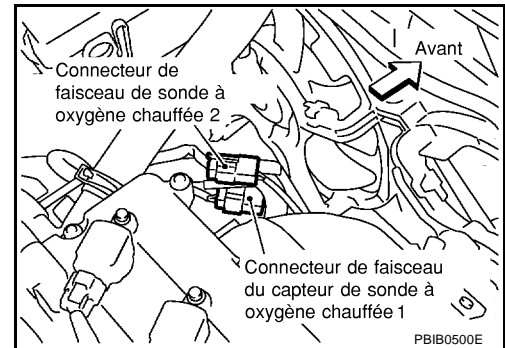 Avant
Connecteur de
faisceau de sonde à
oxygène chauffée 2
Connecteur de faisceau
du capteur de sonde à
oxygène chauffée 1
PBIB0500E